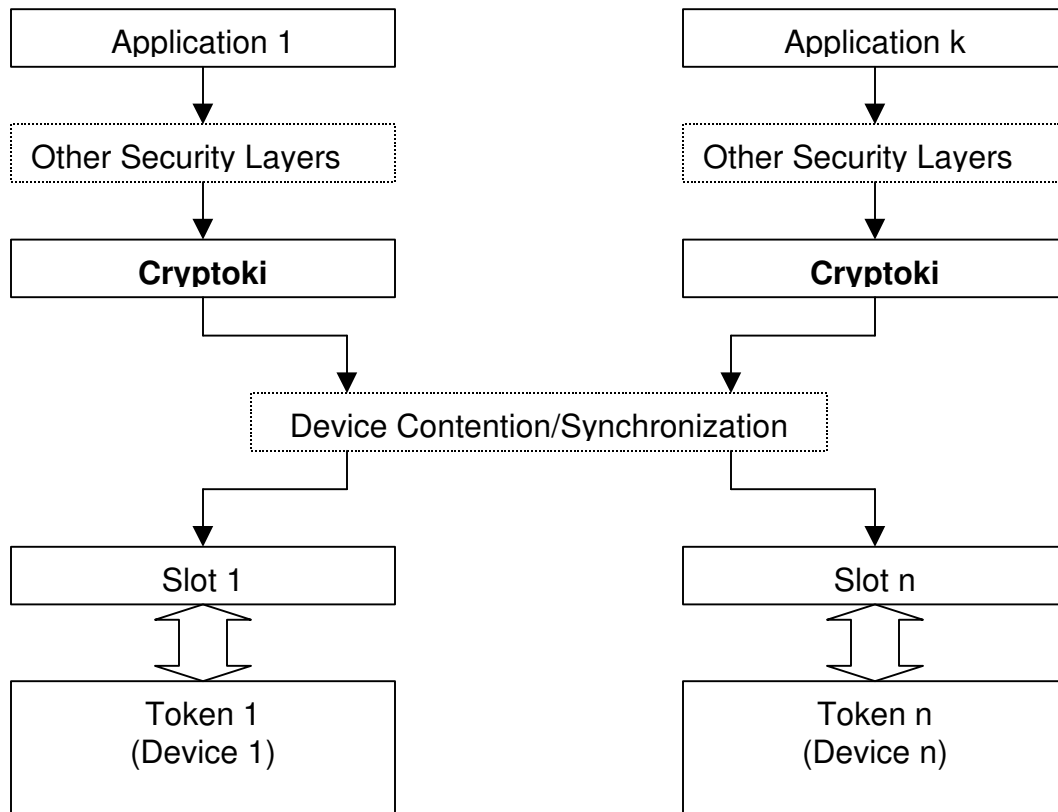 Application 1
Application k
Other Security Layers
Other Security Layers
Cryptoki
Cryptoki
Device Contention/Synchronization
Slot 1
Slot n
Token 1
(Device 1)
Token n
(Device n)